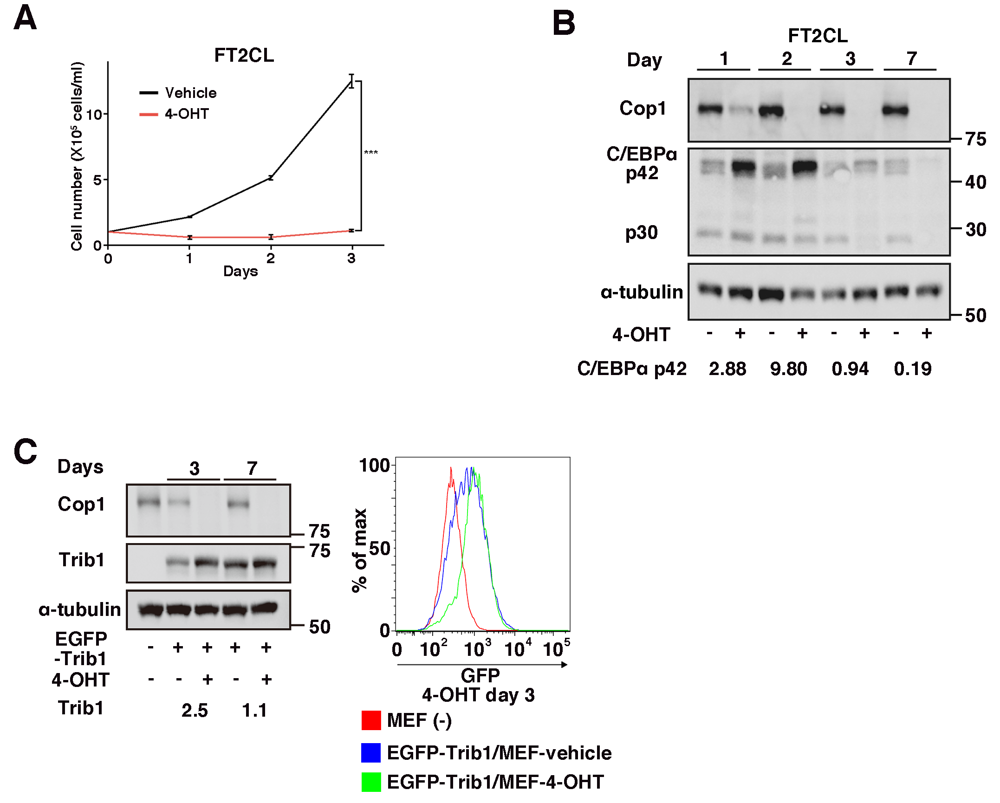 A
FT2CL
Cell number (X10⁵ cells/ml)
Vehicle
4-OHT
10
5
0
***
0 1 2 3
Days
B
FT2CL
Day 1 2 3 7
Cop1
75
C/EBPα
p42
40
p30
30
α-tubulin
50
4-OHT - + - + - + - +
C/EBPα p42 2.88 9.80 0.94 0.19
C
Days 3 7
Cop1
75
75
Trib1
α-tubulin
50
EGFP
-Trib1 - + + + +
4-OHT - - + - +
Trib1 2.5 1.1
% of max
100
50
0
0 10² 10³ 10⁴ 10⁵
GFP
4-OHT day 3
MEF (-)
EGFP-Trib1/MEF-vehicle
EGFP-Trib1/MEF-4-OHT